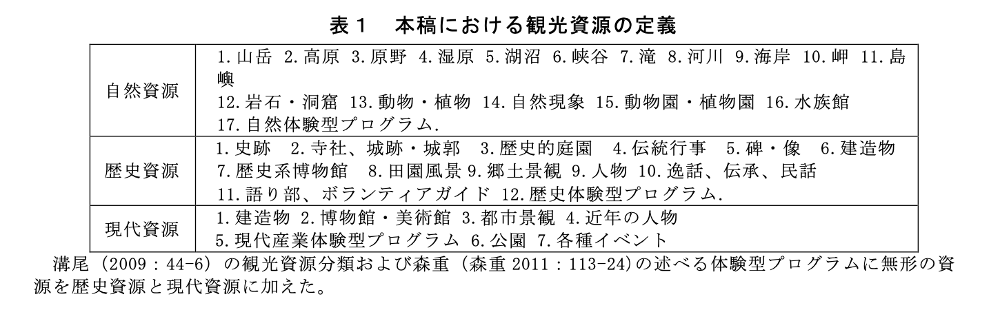 表１　本稿における観光資源の定義
自然資源
1.山岳 2.高原 3.原野 4.湿原 5.湖沼 6.峡谷 7.滝 8.河川 9.海岸 10.岬 11.島
嶼
12.岩石・洞窟 13.動物・植物 14.自然現象 15.動物園・植物園 16.水族館
17.自然体験型プログラム.
歴史資源
1.史跡　2.寺社、城跡・城郭　3.歴史的庭園　4.伝統行事　5.碑・像　6.建造物
7.歴史系博物館　8.田園風景 9.郷土景観 9.人物 10.逸話、伝承、民話
11.語り部、ボランティアガイド 12.歴史体験型プログラム.
現代資源
1.建造物 2.博物館・美術館 3.都市景観 4.近年の人物
5.現代産業体験型プログラム 6.公園 7.各種イベント
溝尾（2009：44-6）の観光資源分類および森重（森重 2011：113-24)の述べる体験型プログラムに無形の資
源を歴史資源と現代資源に加えた。